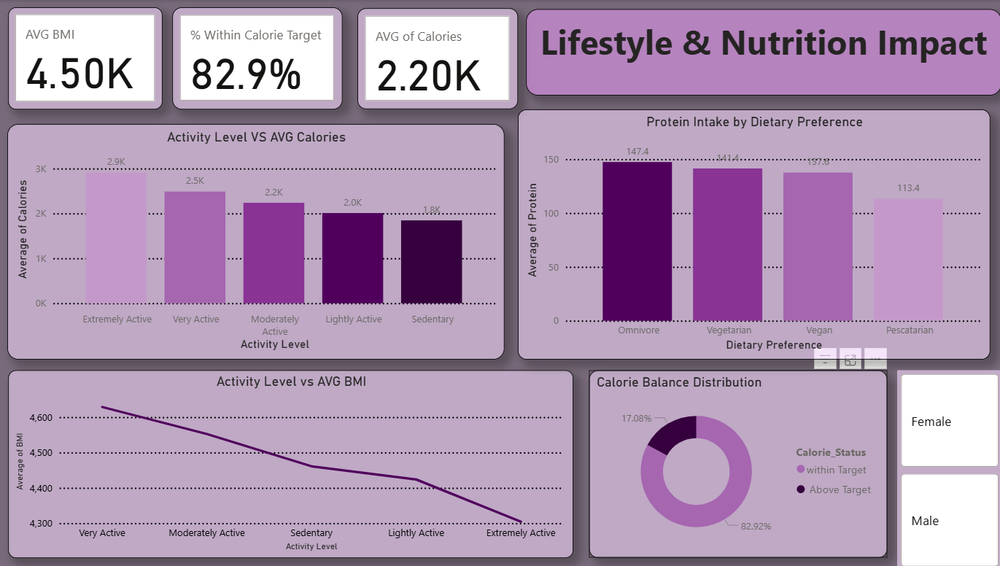 AVG BMI
4.50K
% Within Calorie Target
82.9%
AVG of Calories
2.20K
Lifestyle & Nutrition Impact
Activity Level VS AVG Calories
Average of Calories
3K
2K
1K
0K
2.9K
2.5K
2.2K
2.0K
1.8K
Extremely Active
Very Active
Moderately
Active
Lightly Active
Sedentary
Activity Level
Protein Intake by Dietary Preference
Average of Protein
150
100
50
0
147.4
141.4
137.6
113.4
Omnivore
Vegetarian
Vegan
Pescatarian
Dietary Preference
Activity Level vs AVG BMI
Average of BMI
4,600
4,500
4,400
4,300
Very Active
Moderately Active
Sedentary
Lightly Active
Extremely Active
Activity Level
Calorie Balance Distribution
17.08%
82.92%
Calorie_Status
within Target
Above Target
Female
Male